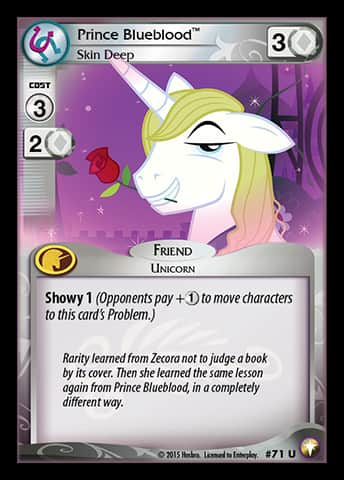 Prince Blueblood™
Skin Deep
3
COST
3
2
FRIEND
UNICORN
Showy 1 (Opponents pay +1 to move characters
to this card's Problem.)
Rarity learned from Zecora not to judge a book
by its cover. Then she learned the same lesson
again from Prince Blueblood, in a completely
different way.
© 2015 Hasbro. Licensed to Enterplay.
#71 U